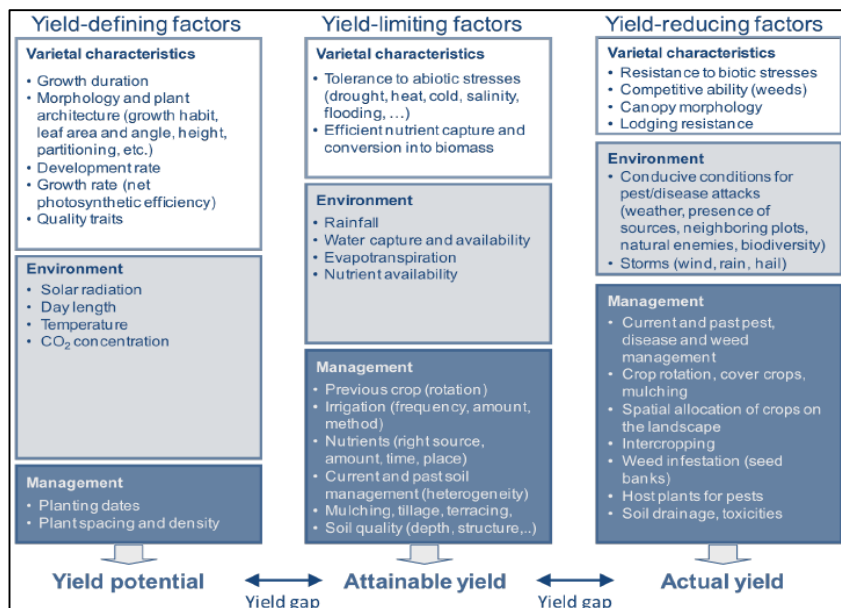 Yield-defining factors
Varietal characteristics
• Growth duration
• Morphology and plant
architecture (growth habit,
leaf area and angle, height,
partitioning, etc.)
• Development rate
• Growth rate (net
photosynthetic efficiency)
• Quality traits
Environment
• Solar radiation
• Day length
• Temperature
• CO₂ concentration
Management
• Planting dates
• Plant spacing and density
Yield potential
Yield-limiting factors
Varietal characteristics
• Tolerance to abiotic stresses
(drought, heat, cold, salinity,
flooding, …)
• Efficient nutrient capture and
conversion into biomass
Environment
• Rainfall
• Water capture and availability
• Evapotranspiration
• Nutrient availability
Management
• Previous crop (rotation)
• Irrigation (frequency, amount,
method)
• Nutrients (right source,
amount, time, place)
• Current and past soil
management (heterogeneity)
• Mulching, tillage, terracing,
• Soil quality (depth, structure,..)
Attainable yield
Yield-reducing factors
Varietal characteristics
• Resistance to biotic stresses
• Competitive ability (weeds)
• Canopy morphology
• Lodging resistance
Environment
• Conducive conditions for
pest/disease attacks
(weather, presence of
sources, neighboring plots,
natural enemies, biodiversity)
• Storms (wind, rain, hail)
Management
• Current and past pest,
disease and weed
management
• Crop rotation, cover crops,
mulching
• Spatial allocation of crops on
the landscape
• Intercropping
• Weed infestation (seed
banks)
• Host plants for pests
• Soil drainage, toxicities
Actual yield
Yield gap
Yield gap